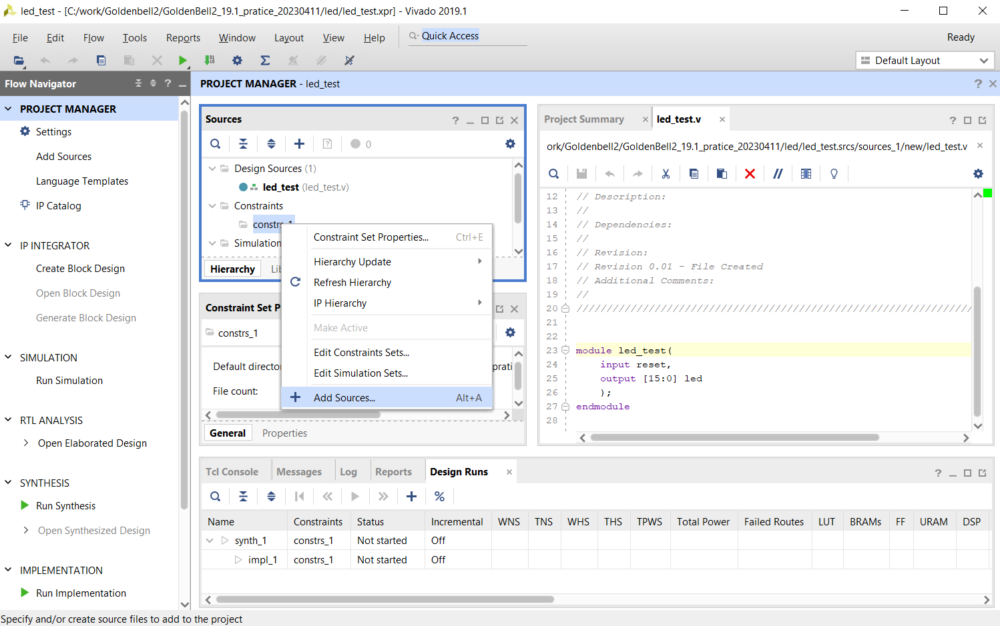 led_test - [C:/work/Goldenbell2/GoldenBell2_19.1_pratice_20230411/led/led_test.xpr] - Vivado 2019.1
File Edit Flow Tools Reports Window Layout View Help Quick Access Ready
Default Layout
Flow Navigator
PROJECT MANAGER - led_test
PROJECT MANAGER
Settings
Add Sources
Language Templates
IP Catalog
IP INTEGRATOR
Create Block Design
Open Block Design
Generate Block Design
SIMULATION
Run Simulation
RTL ANALYSIS
Open Elaborated Design
SYNTHESIS
Run Synthesis
Open Synthesized Design
IMPLEMENTATION
Run Implementation
Sources
0
Design Sources (1)
led_test (led_test.v)
Constraints
constrs_1
Simulation
Hierarchy Lib
Constraint Set P
constrs_1
Default directo prati
File count:
General Properties
Constraint Set Properties... Ctrl+E
Hierarchy Update
Refresh Hierarchy
IP Hierarchy
Make Active
Edit Constraints Sets...
Edit Simulation Sets...
Add Sources... Alt+A
Project Summary led_test.v
ork/Goldenbell2/GoldenBell2_19.1_pratice_20230411/led/led_test.srcs/sources_1/new/led_test.v
12 // Description:
13 //
14 // Dependencies:
15 //
16 // Revision:
17 // Revision 0.01 - File Created
18 // Additional Comments:
19 //
20 //////////////////////////////////////////////////////////////////
21
22
23 module led_test(
24 input reset,
25 output [15:0] led
26 );
27 endmodule
28
Tcl Console Messages Log Reports Design Runs
Name Constraints Status Incremental WNS TNS WHS THS TPWS Total Power Failed Routes LUT BRAMs FF URAM DSP
synth_1 constrs_1 Not started Off
impl_1 constrs_1 Not started Off
Specify and/or create source files to add to the project